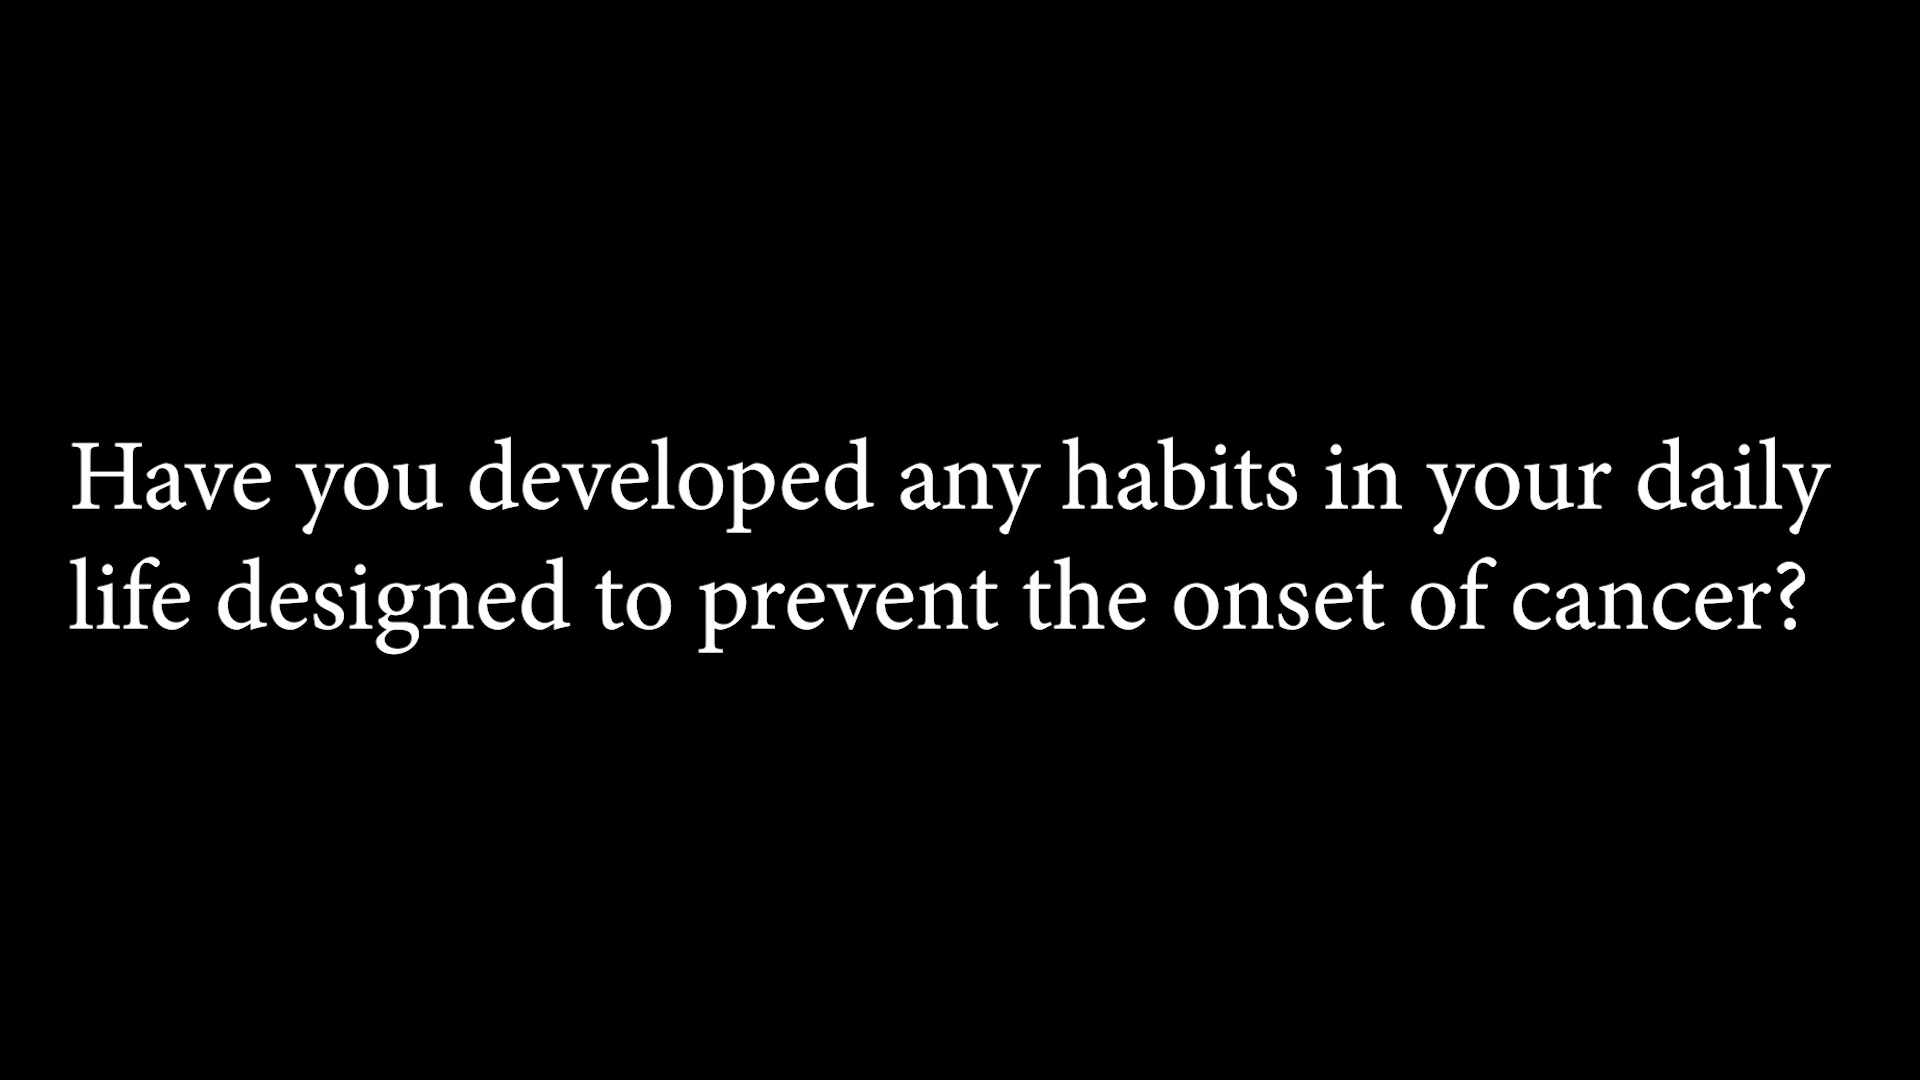 Have you developed any habits in your daily
life designed to prevent the onset of cancer?